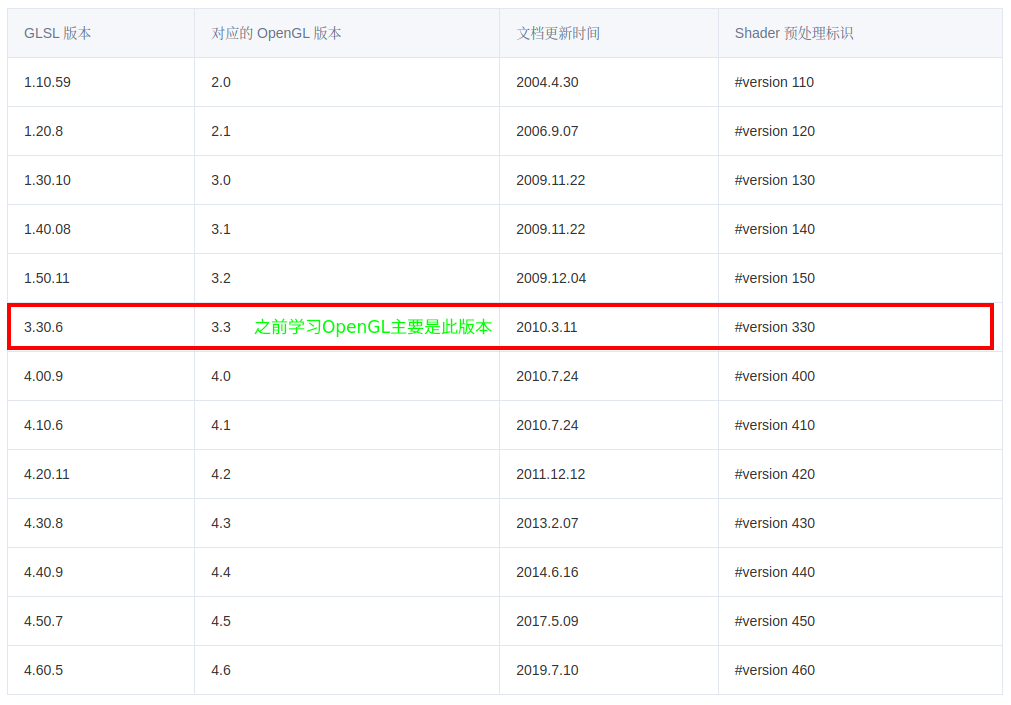 GLSL 版本 对应的 OpenGL 版本 文档更新时间 Shader 预处理标识
1.10.59 2.0 2004.4.30 #version 110
1.20.8 2.1 2006.9.07 #version 120
1.30.10 3.0 2009.11.22 #version 130
1.40.08 3.1 2009.11.22 #version 140
1.50.11 3.2 2009.12.04 #version 150
3.30.6 3.3 之前学习OpenGL主要是此版本 2010.3.11 #version 330
4.00.9 4.0 2010.7.24 #version 400
4.10.6 4.1 2010.7.24 #version 410
4.20.11 4.2 2011.12.12 #version 420
4.30.8 4.3 2013.2.07 #version 430
4.40.9 4.4 2014.6.16 #version 440
4.50.7 4.5 2017.5.09 #version 450
4.60.5 4.6 2019.7.10 #version 460